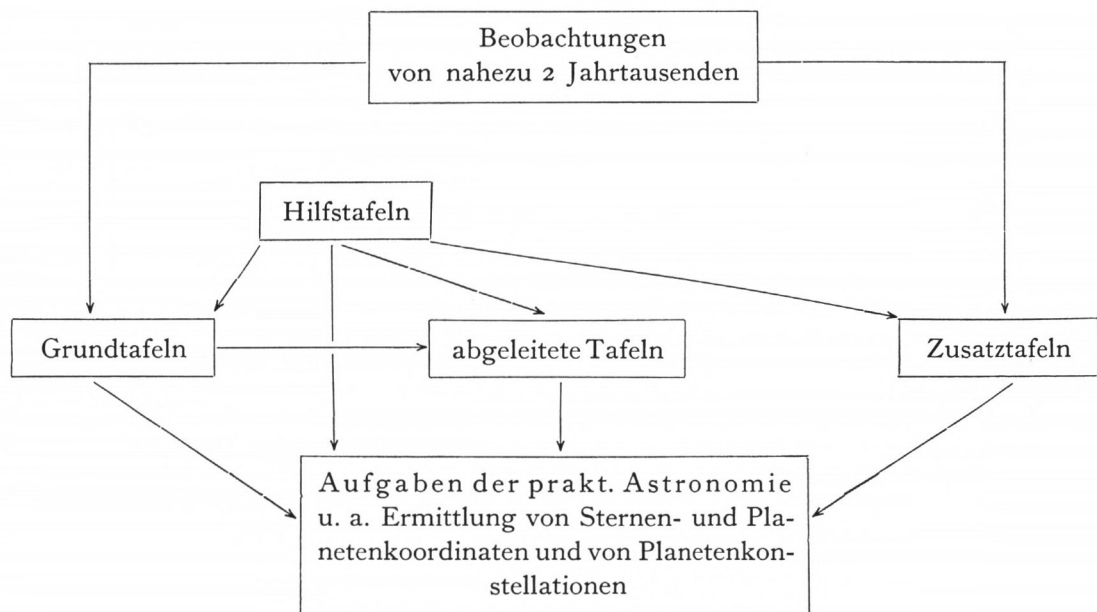 Beobachtungen
von nahezu 2 Jahrtausenden
Hilfstafeln
Grundtafeln
abgeleitete Tafeln
Zusatztafeln
Aufgaben der prakt. Astronomie
u. a. Ermittlung von Sternen- und Pla-
netenkoordinaten und von Planetenkon-
stellationen